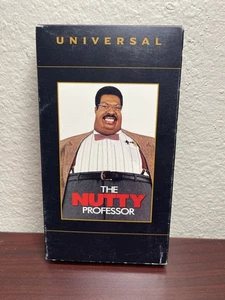 UNIVERSAL
THE
NUTTY
PROFESSOR